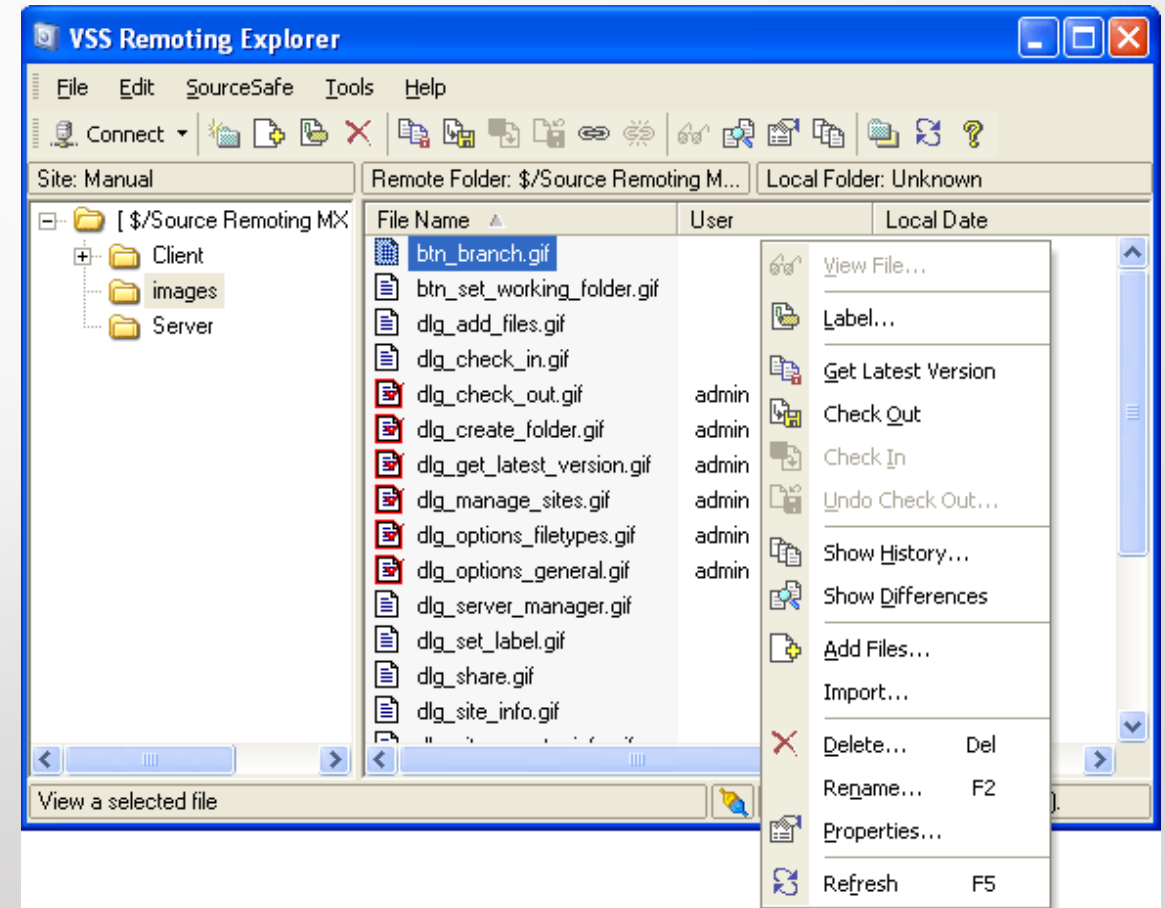 VSS Remoting Explorer
File Edit SourceSafe Tools Help
Connect
Site: Manual
Remote Folder: $/Source Remoting M...
Local Folder: Unknown
[ $/Source Remoting MX
Client
images
Server
File Name User Local Date
btn_branch.gif
btn_set_working_folder.gif
dlg_add_files.gif
dlg_check_in.gif
dlg_check_out.gif admin
dlg_create_folder.gif admin
dlg_get_latest_version.gif admin
dlg_manage_sites.gif admin
dlg_options_filetypes.gif admin
dlg_options_general.gif admin
dlg_server_manager.gif
dlg_set_label.gif
dlg_share.gif
dlg_site_info.gif
View File...
Label...
Get Latest Version
Check Out
Check In
Undo Check Out...
Show History...
Show Differences
Add Files...
Import...
Delete... Del
Rename... F2
Properties...
Refresh F5
View a selected file